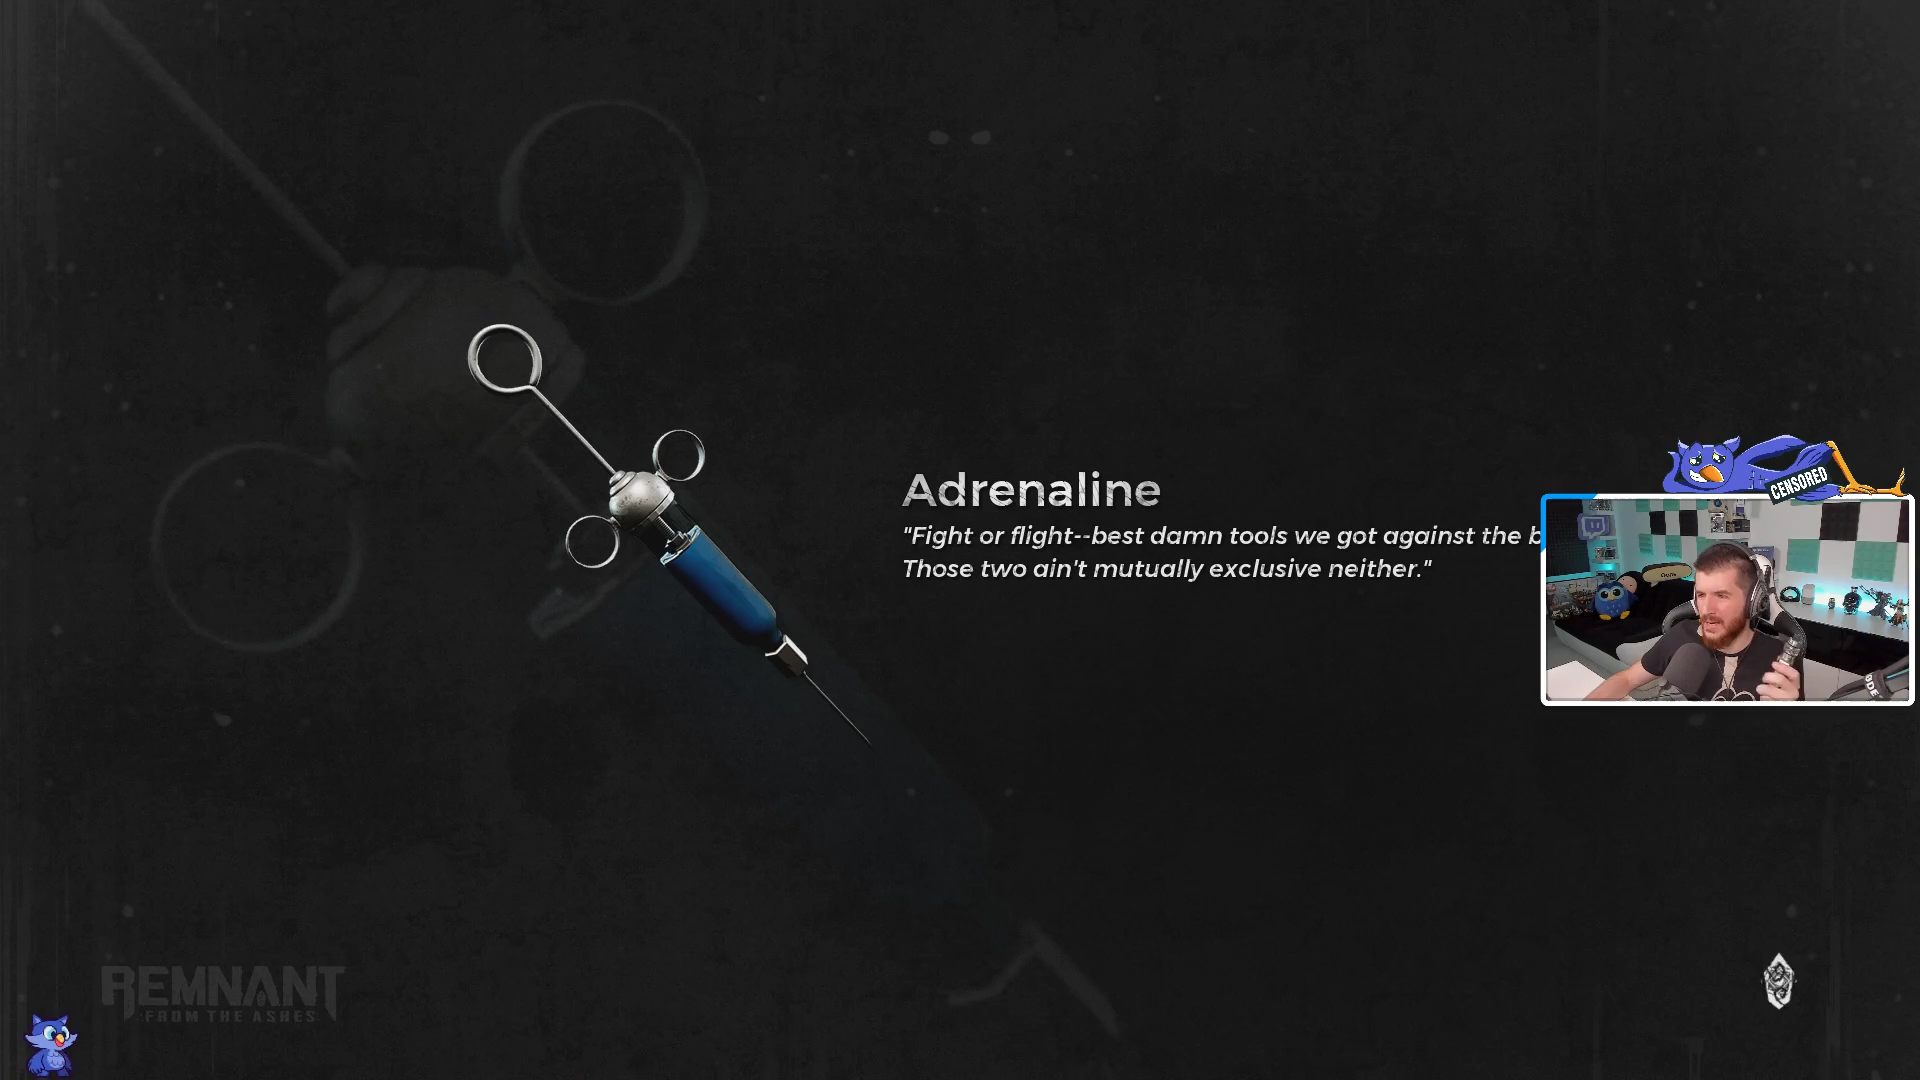 Adrenaline
"Fight or flight--best damn tools we got against the
Those two ain't mutually exclusive neither."
CENSORED
REMNANT
FROM THE ASHES